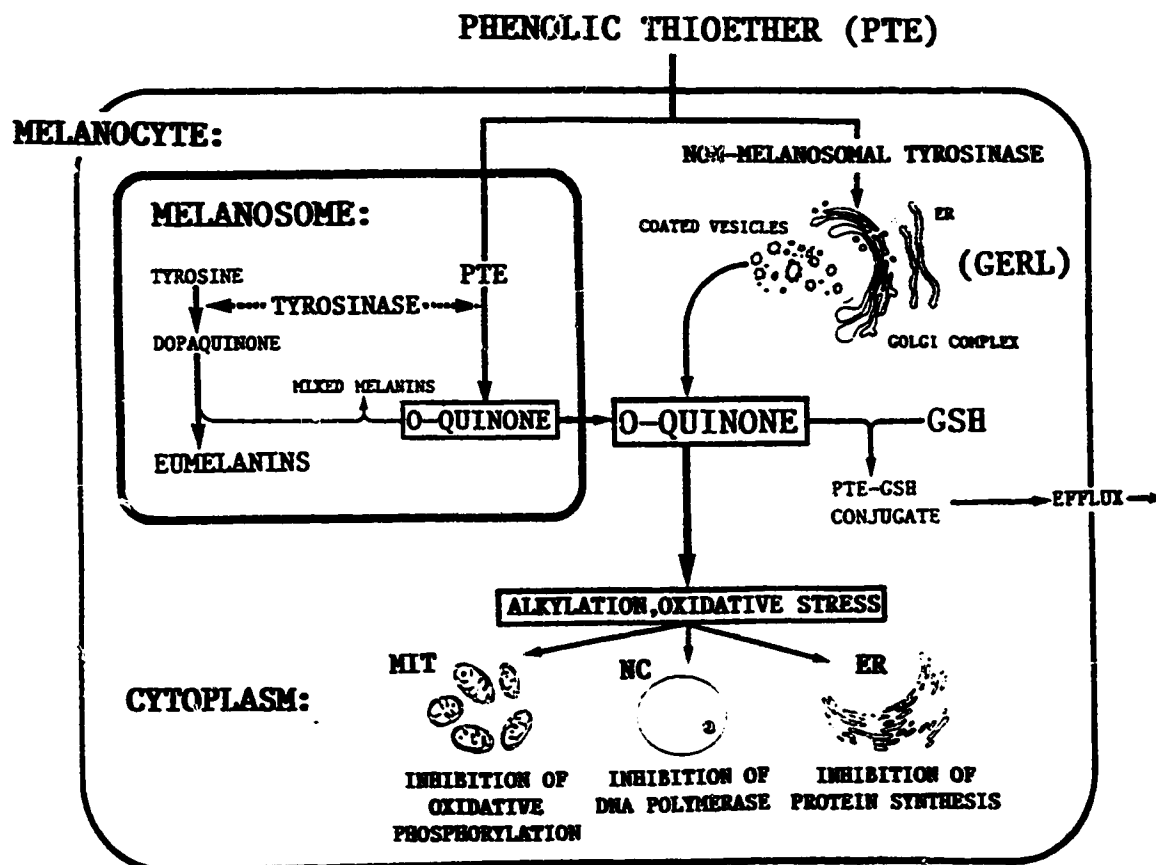 PHENOLIC THIOETHER (PTE)
MELANOCYTE:
NON-MELANOSOMAL TYROSINASE
MELANOSOME:
COATED VESICLES
ER
(GERL)
TYROSINE
PTE
TYROSINASE
DOPAQUINONE
GOLGI COMPLEX
MIXED MELANINS
O-QUINONE
O-QUINONE
GSH
EUMELANINS
PTE-GSH
CONJUGATE
EFFLUX
ALKYLATION,OXIDATIVE STRESS
MIT
NC
ER
CYTOPLASM:
INHIBITION OF
OXIDATIVE
PHOSPHORYLATION
INHIBITION OF
DNA POLYMERASE
INHIBITION OF
PROTEIN SYNTHESIS